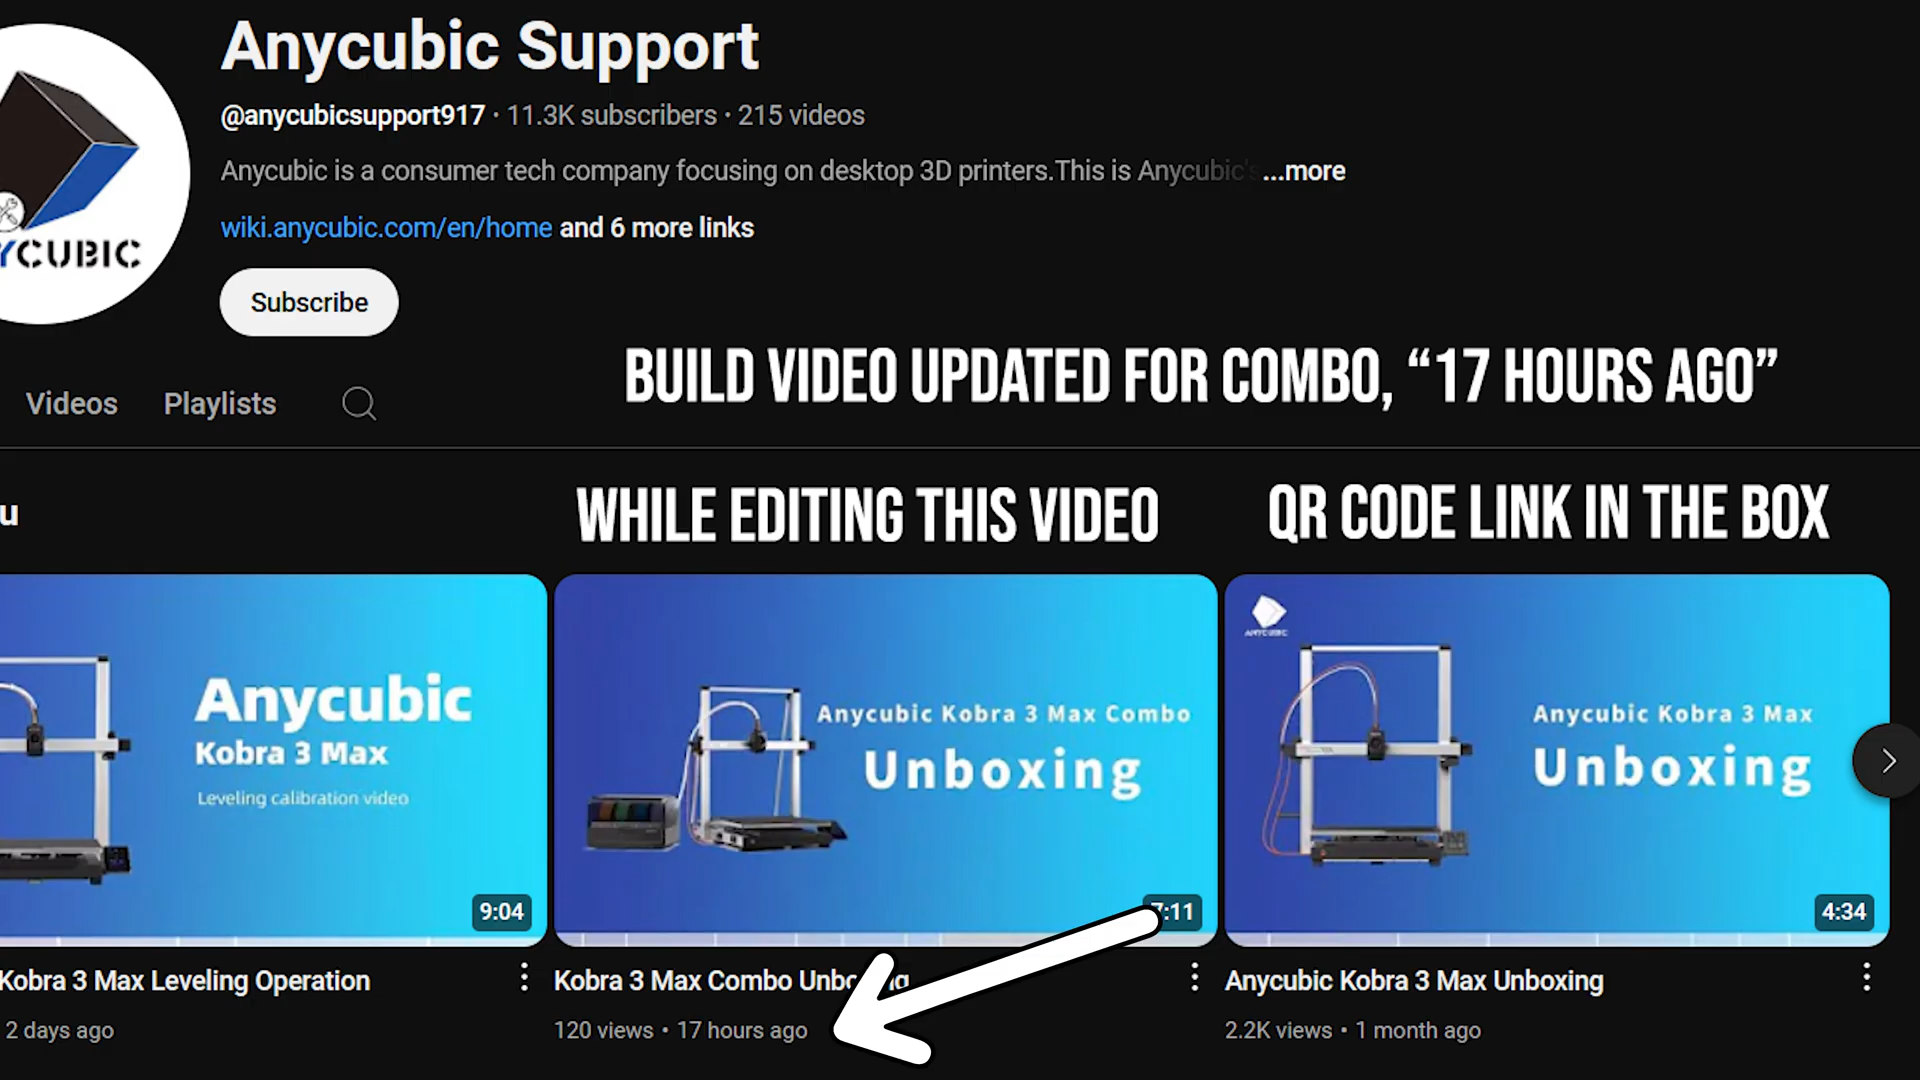 Anycubic Support
@anycubicsupport917 · 11.3K subscribers · 215 videos
Anycubic is a consumer tech company focusing on desktop 3D printers.This is Anycubic's ...more
wiki.anycubic.com/en/home and 6 more links
YCUBIC
Subscribe
BUILD VIDEO UPDATED FOR COMBO, “17 HOURS AGO”
Videos Playlists
WHILE EDITING THIS VIDEO
QR CODE LINK IN THE BOX
u
Anycubic
Kobra 3 Max
Leveling calibration video
9:04
Anycubic Kobra 3 Max Combo
Unboxing
7:11
ANYCUBIC
Anycubic Kobra 3 Max
Unboxing
4:34
Kobra 3 Max Leveling Operation
2 days ago
Kobra 3 Max Combo Unboxing
120 views • 17 hours ago
Anycubic Kobra 3 Max Unboxing
2.2K views • 1 month ago